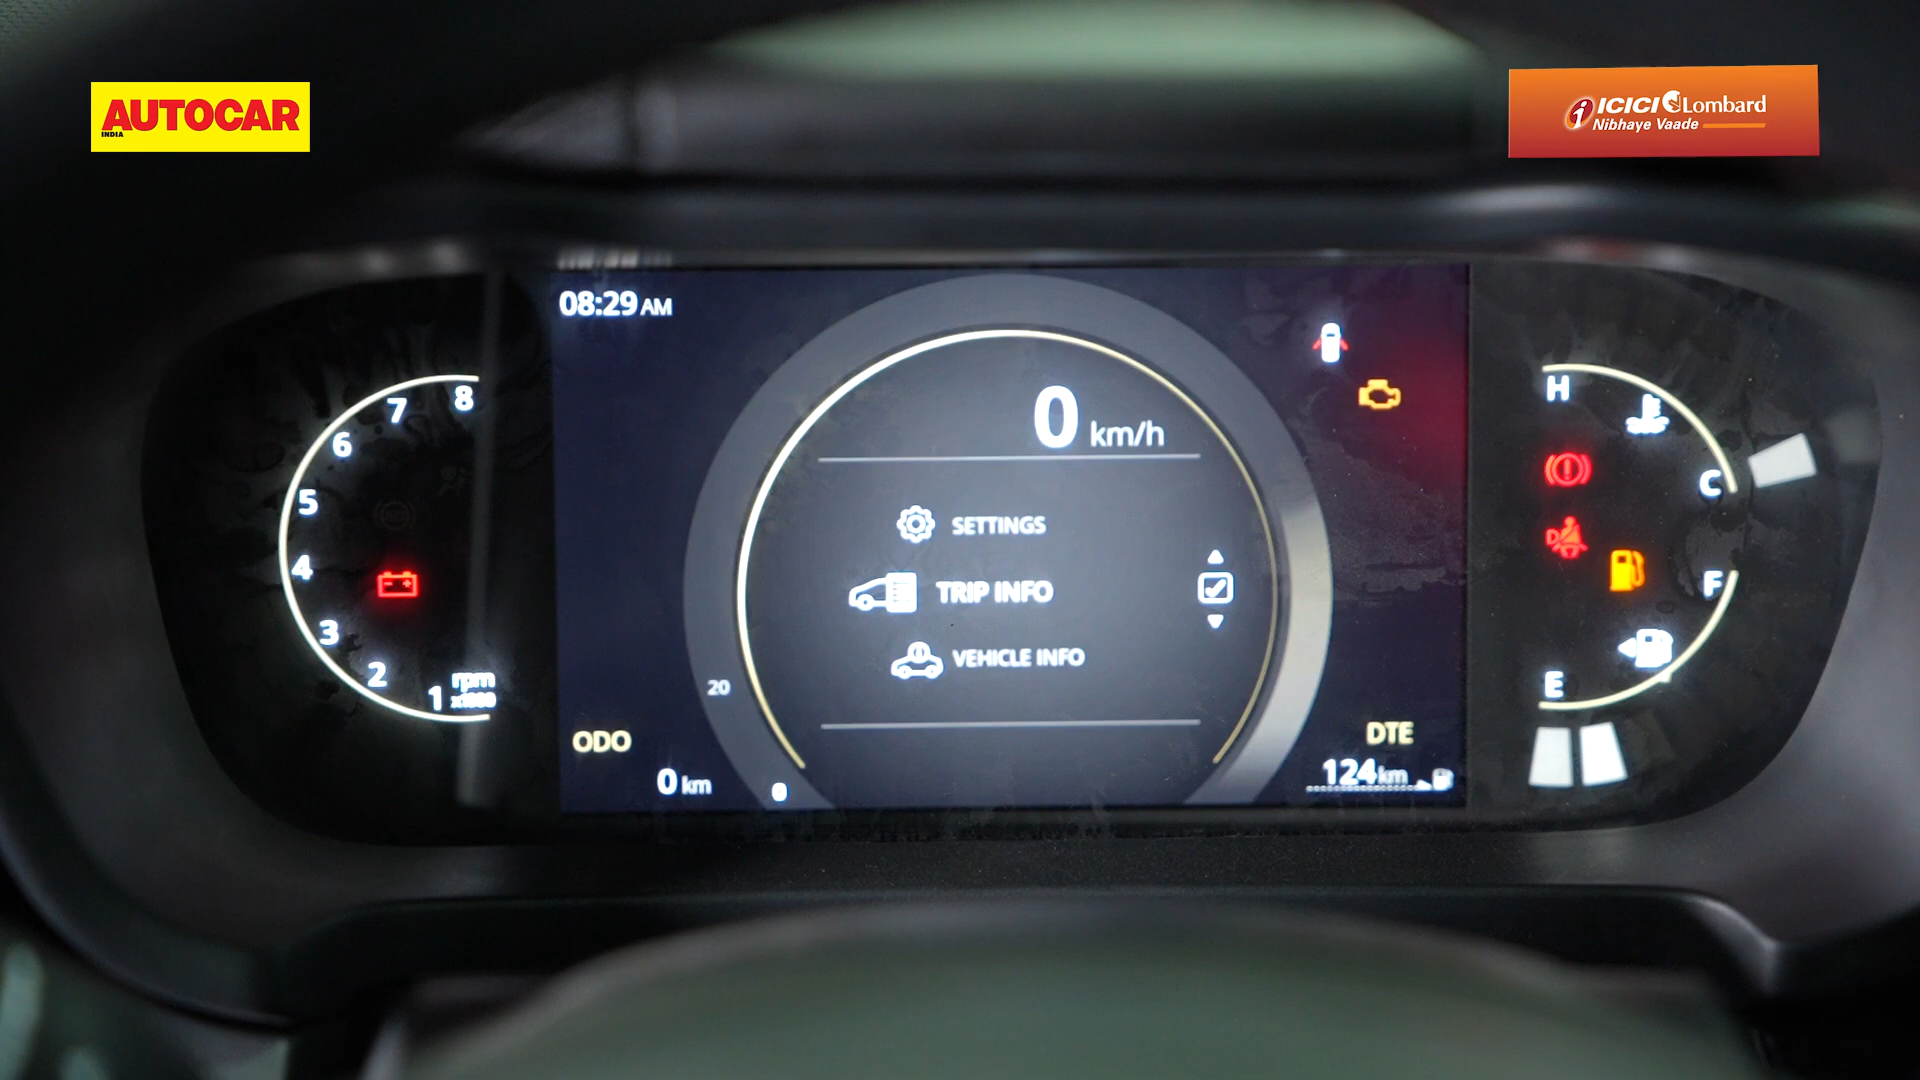 AUTOCAR
INDIA
ICICI Lombard
Nibhaye Vaade
08:29 AM
8
7
6
5
4
3
2
1 rpm
x1000
0 km/h
SETTINGS
TRIP INFO
VEHICLE INFO
20
0
ODO
0 km
DTE
124 km
H
C
F
E